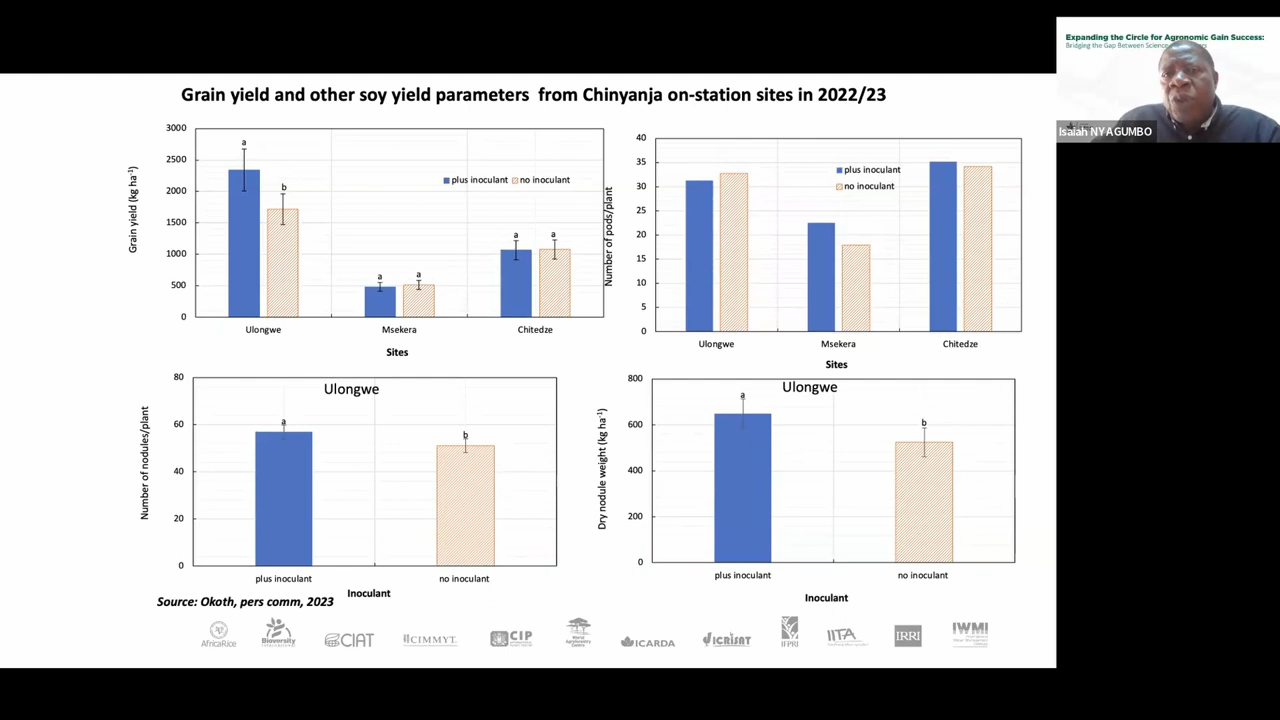 Expanding the Circle for Agronomic Gain Success:
Isaiah NYAGUMBO
Grain yield and other soy yield parameters from Chinyanja on-station sites in 2022/23
Grain yield (kg ha-1)
3000
2500
2000
1500
1000
500
0
a
b
a
a
a
a
plus inoculant
no inoculant
Ulongwe
Msekera
Chitedze
Sites
Number of pods/plant
40
35
30
25
20
15
10
5
0
plus inoculant
no inoculant
Ulongwe
Msekera
Chitedze
Sites
Ulongwe
Number of nodules/plant
80
60
40
20
0
a
b
plus inoculant
no inoculant
Inoculant
Ulongwe
Dry nodule weight (kg ha-1)
800
600
400
200
0
a
b
plus inoculant
no inoculant
Inoculant
Source: Okoth, pers comm, 2023
AfricaRice
Bioversity
CIAT
CIMMYT
CIP
World Agroforestry Centre
ICARDA
ICRISAT
IFPRI
IITA
IRRI
IWMI